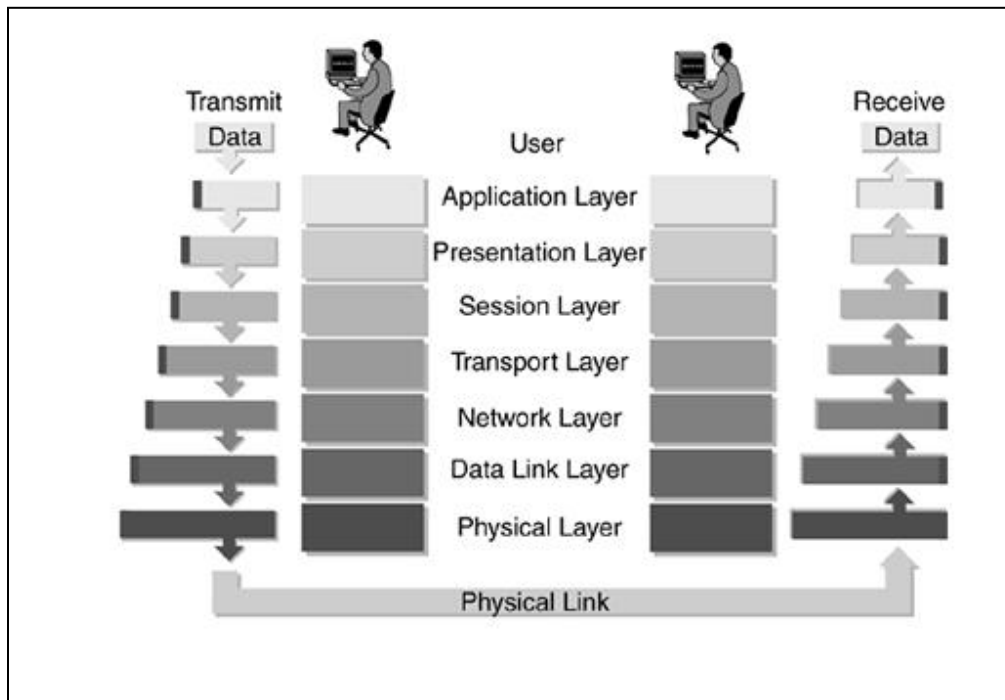 Transmit
Receive
Data
User
Data
Application Layer
Presentation Layer
Session Layer
Transport Layer
Network Layer
Data Link Layer
Physical Layer
Physical Link